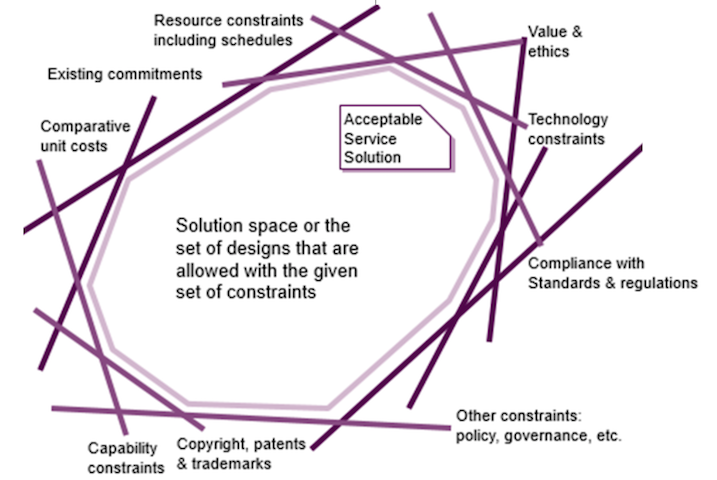 Resource constraints
including schedules
Value &
ethics
Existing commitments
Comparative
unit costs
Acceptable
Service
Solution
Technology
constraints
Solution space or the
set of designs that are
allowed with the given
set of constraints
Compliance with
Standards & regulations
Other constraints:
policy, governance, etc.
Capability
constraints
Copyright, patents
& trademarks